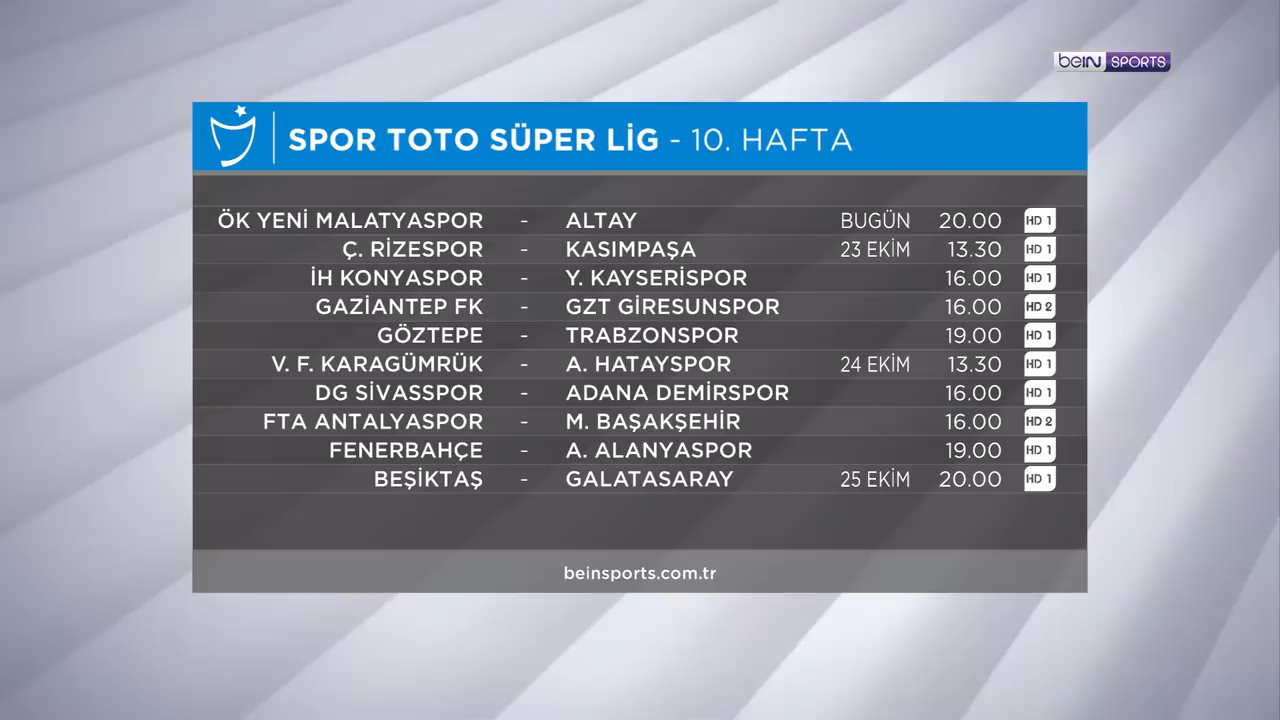 beIN SPORTS
SPOR TOTO SÜPER LİG - 10. HAFTA
ÖK YENİ MALATYASPOR - ALTAY BUGÜN 20.00 HD 1
Ç. RİZESPOR - KASIMPAŞA 23 EKİM 13.30 HD 1
İH KONYASPOR - Y. KAYSERİSPOR 16.00 HD 1
GAZİANTEP FK - GZT GİRESUNSPOR 16.00 HD 2
GÖZTEPE - TRABZONSPOR 19.00 HD 1
V. F. KARAGÜMRÜK - A. HATAYSPOR 24 EKİM 13.30 HD 1
DG SİVASSPOR - ADANA DEMİRSPOR 16.00 HD 1
FTA ANTALYASPOR - M. BAŞAKŞEHİR 16.00 HD 2
FENERBAHÇE - A. ALANYASPOR 19.00 HD 1
BEŞİKTAŞ - GALATASARAY 25 EKİM 20.00 HD 1
beinsports.com.tr